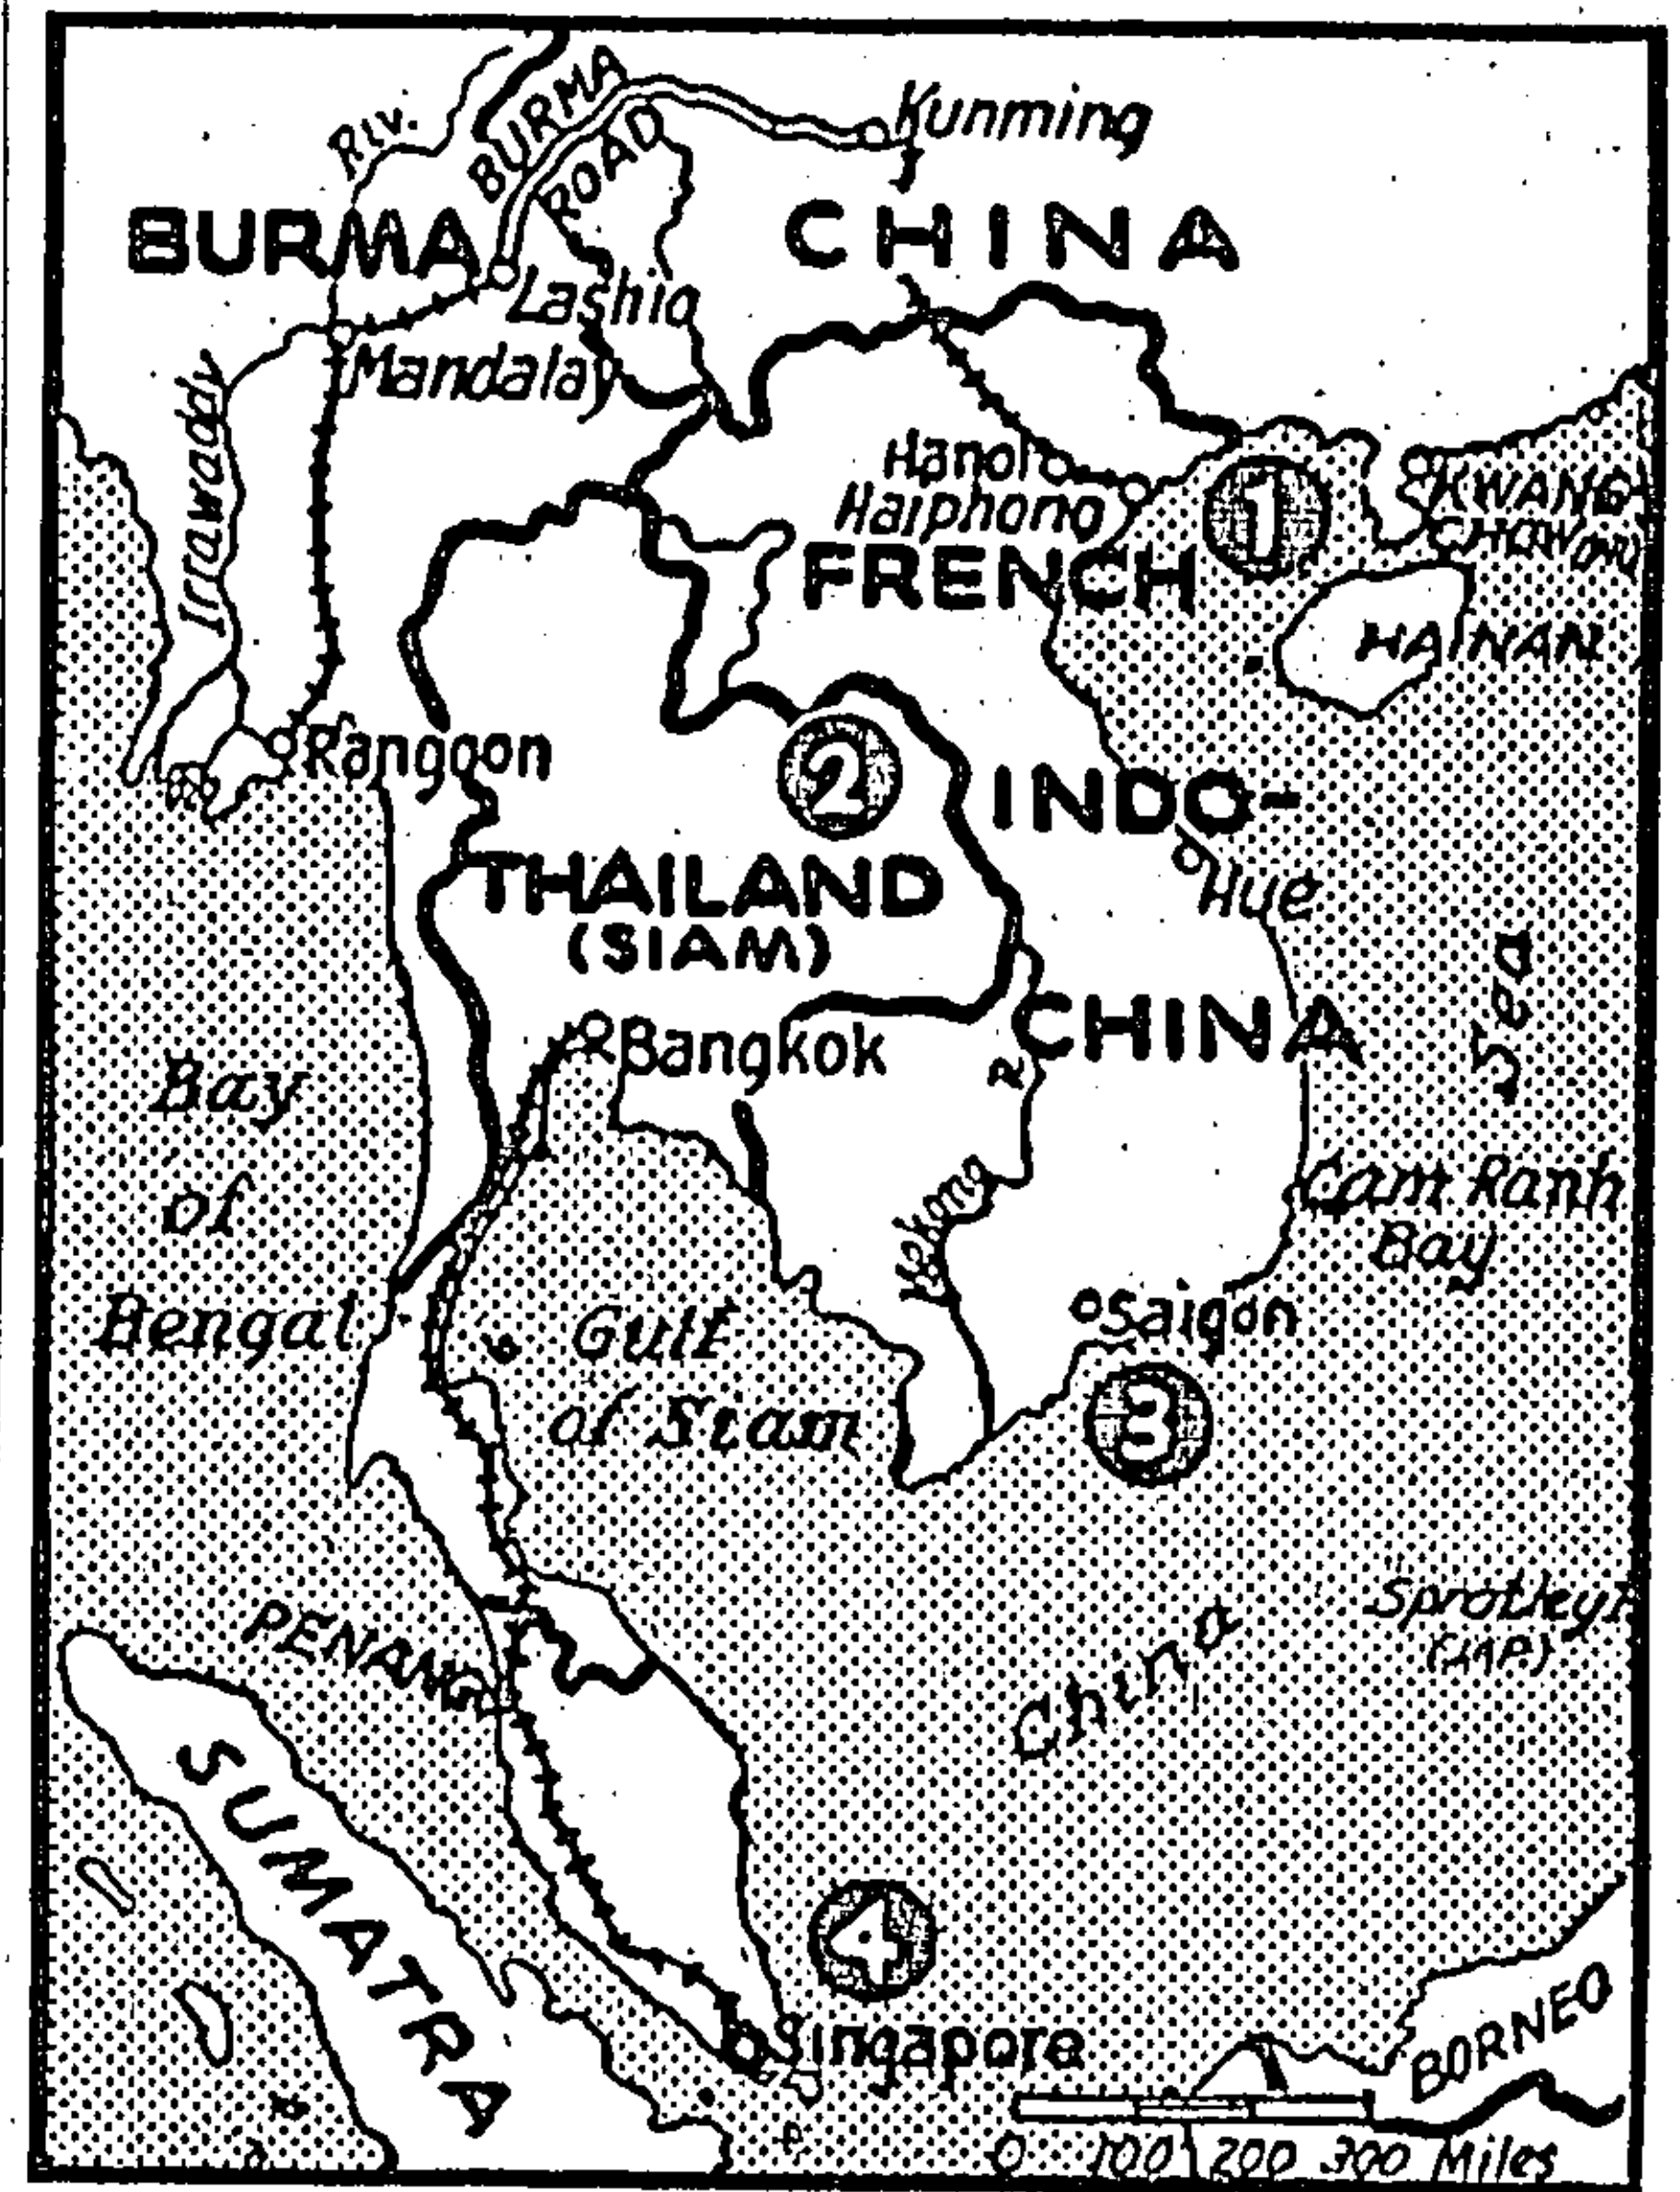 Riv.
BURMA
ROAD
Kunming
BURMA
CHINA
Lashio
Mandalay
Irrawaddy
Hanoi
Haiphong
1
KWANG
CHOW
HAINAN
FRENCH
Rangoon
2
INDO-
Hue
THAILAND
(SIAM)
Sea
Bangkok
CHINA
R
Mekong
Bay
of
Bengal
Cam Ranh
Bay
Saigon
Gulf
of Siam
3
PENANG
(JAP)
China
SUMATRA
4
Singapore
BORNEO
0 100 200 300 Miles